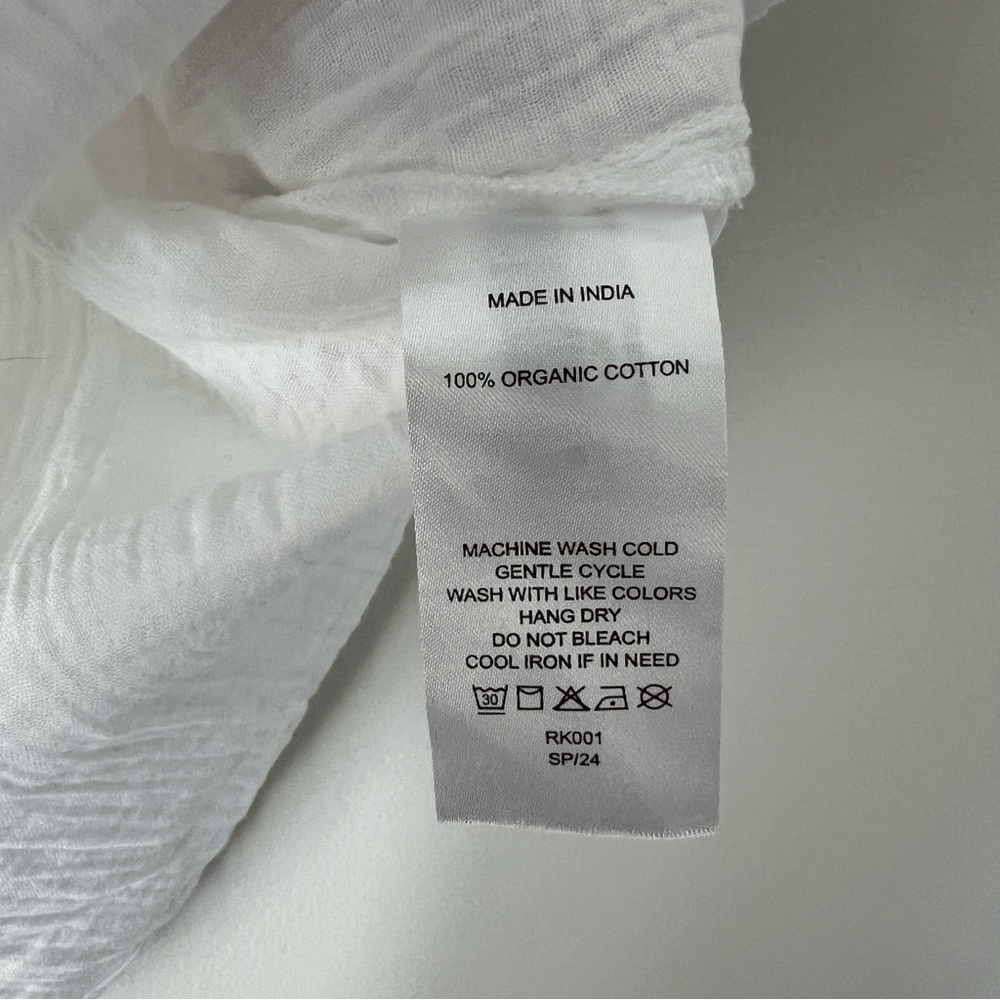 MADE IN INDIA
100% ORGANIC COTTON
MACHINE WASH COLD
GENTLE CYCLE
WASH WITH LIKE COLORS
HANG DRY
DO NOT BLEACH
COOL IRON IF IN NEED
30
RK001
SP/24